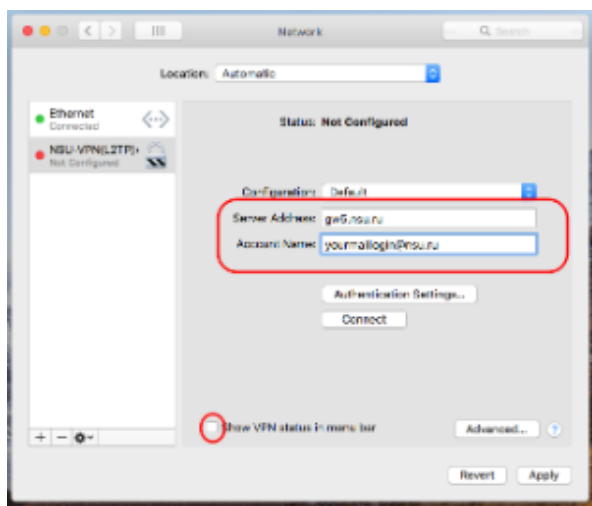 Network
Search
Location: Automatic
Ethernet
Connected
NSU-VPN(L2TP)
Not Configured
Status: Not Configured
Configuration: Default
Server Address: gw5.nsu.ru
Account Name: yourmaillogin@nsu.ru
Authentication Settings...
Connect
Show VPN status in menu bar
Advanced...
?
Revert
Apply